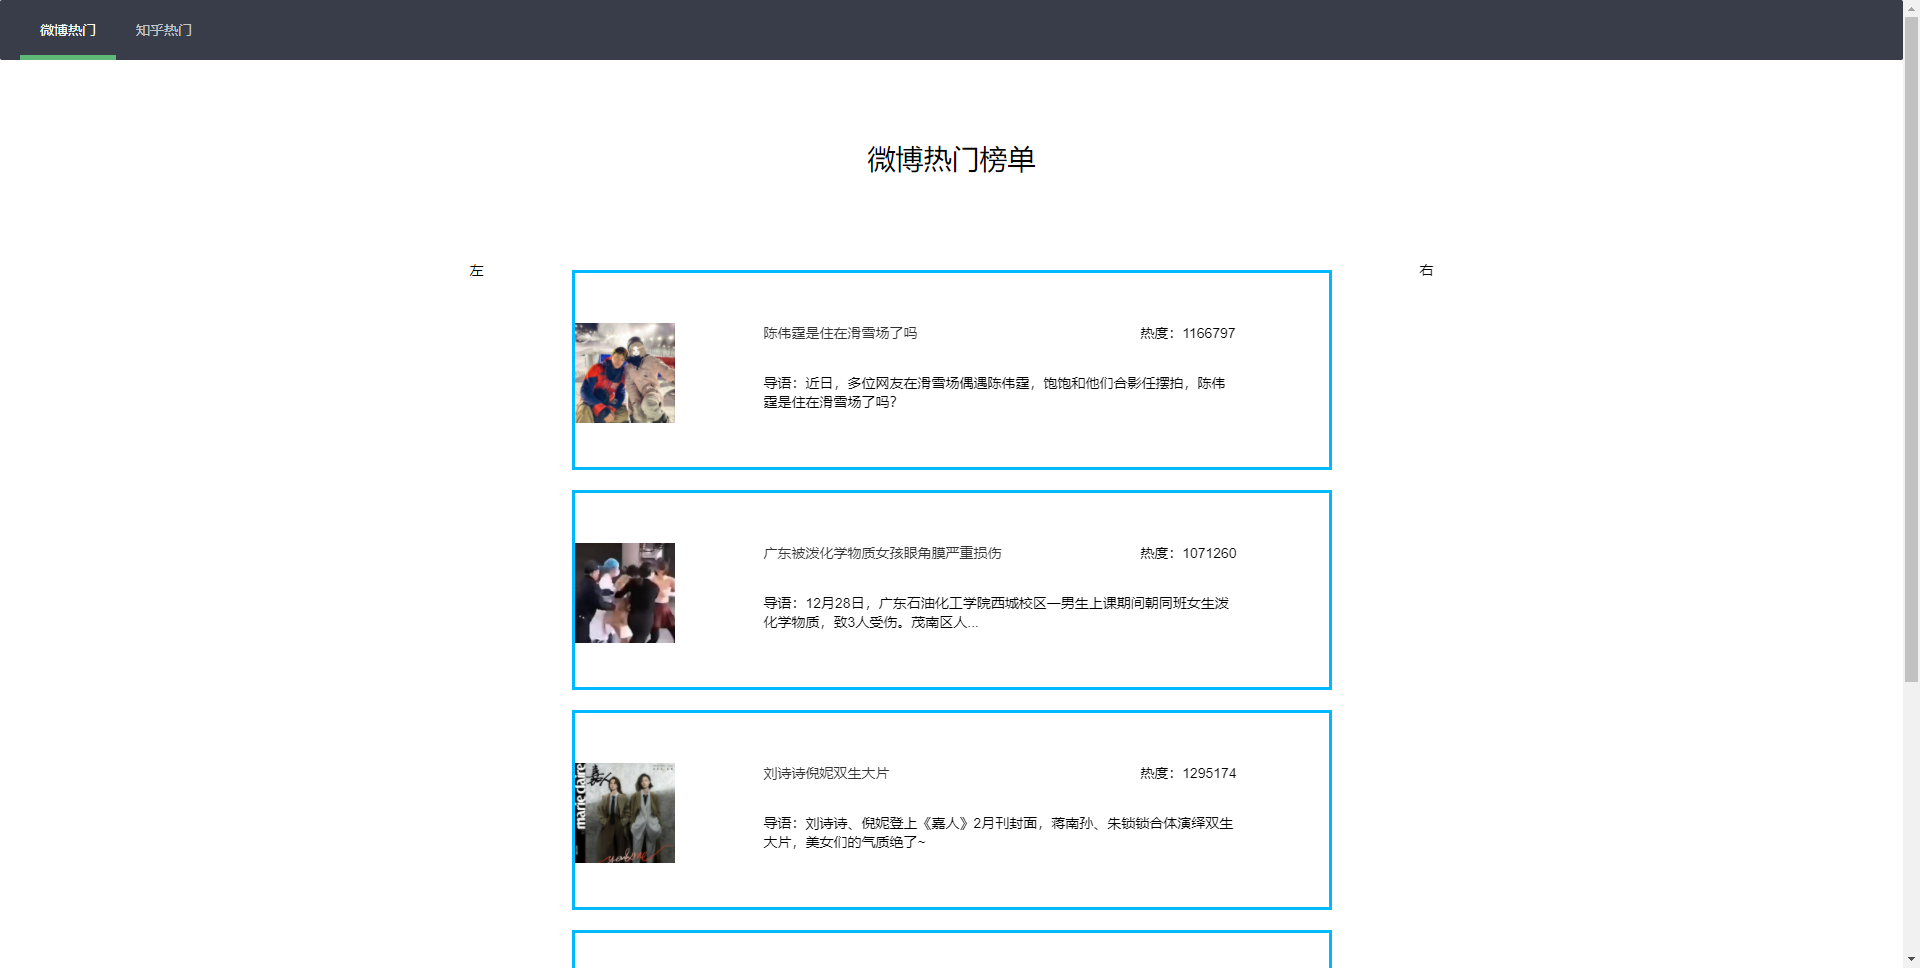 微博热门
知乎热门
微博热门榜单
左
右
陈伟霆是住在滑雪场了吗
热度：1166797
导语：近日，多位网友在滑雪场偶遇陈伟霆，饱饱和他们合影任摆拍，陈伟
霆是住在滑雪场了吗?
广东被泼化学物质女孩眼角膜严重损伤
热度：1071260
导语：12月28日，广东石油化工学院西城校区一男生上课期间朝同班女生泼
化学物质，致3人受伤。茂南区人...
marie claire
嘉人
刘诗诗倪妮双生大片
热度：1295174
导语：刘诗诗、倪妮登上《嘉人》2月刊封面，蒋南孙、朱锁锁合体演绎双生
大片，美女们的气质绝了~